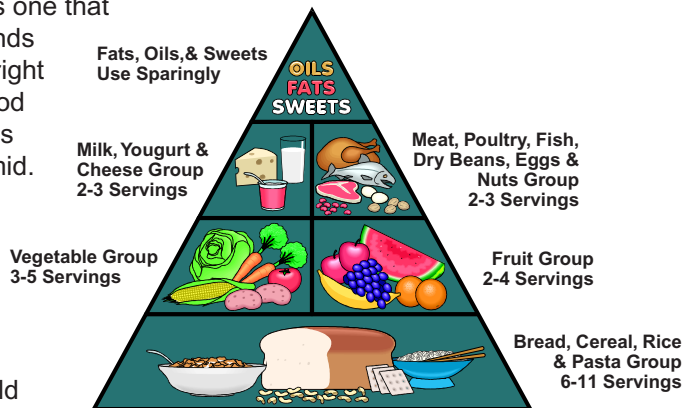 s one that
nds
right
od
s
mid.
ld
Fats, Oils,& Sweets
Use Sparingly
OILS
FATS
SWEETS
Milk, Yougurt &
Cheese Group
2-3 Servings
Meat, Poultry, Fish,
Dry Beans, Eggs &
Nuts Group
2-3 Servings
Vegetable Group
3-5 Servings
Fruit Group
2-4 Servings
Bread, Cereal, Rice
& Pasta Group
6-11 Servings